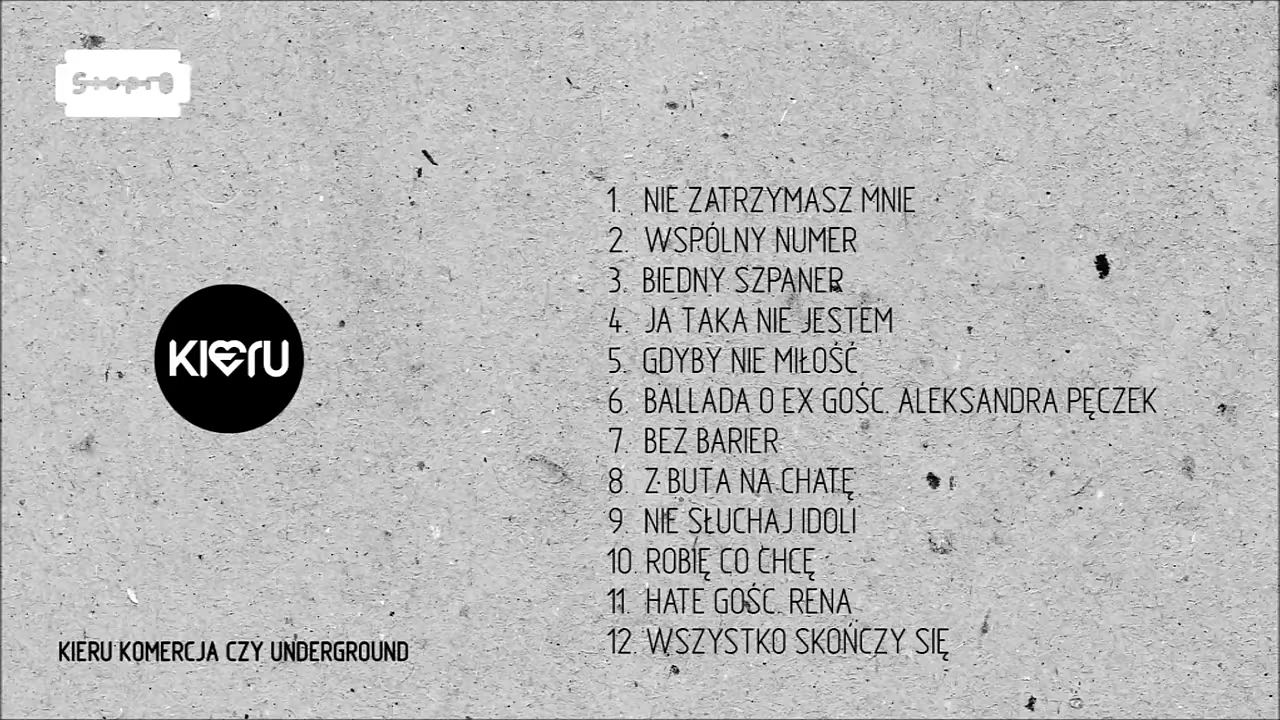 KIERU
1. NIE ZATRZYMASZ MNIE
2. WSPÓLNY NUMER
3. BIEDNY SZPANER
4. JA TAKA NIE JESTEM
5. GDYBY NIE MIŁOŚĆ
6. BALLADA O EX GOŚC. ALEKSANDRA PĘCZEK
7. BEZ BARIER
8. Z BUTA NA CHATĘ
9. NIE SŁUCHAJ IDOLI
10. ROBIĘ CO CHCĘ
11. HATE GOŚC. RENA
12. WSZYSTKO SKOŃCZY SIĘ
KIERU KOMERCJA CZY UNDERGROUND